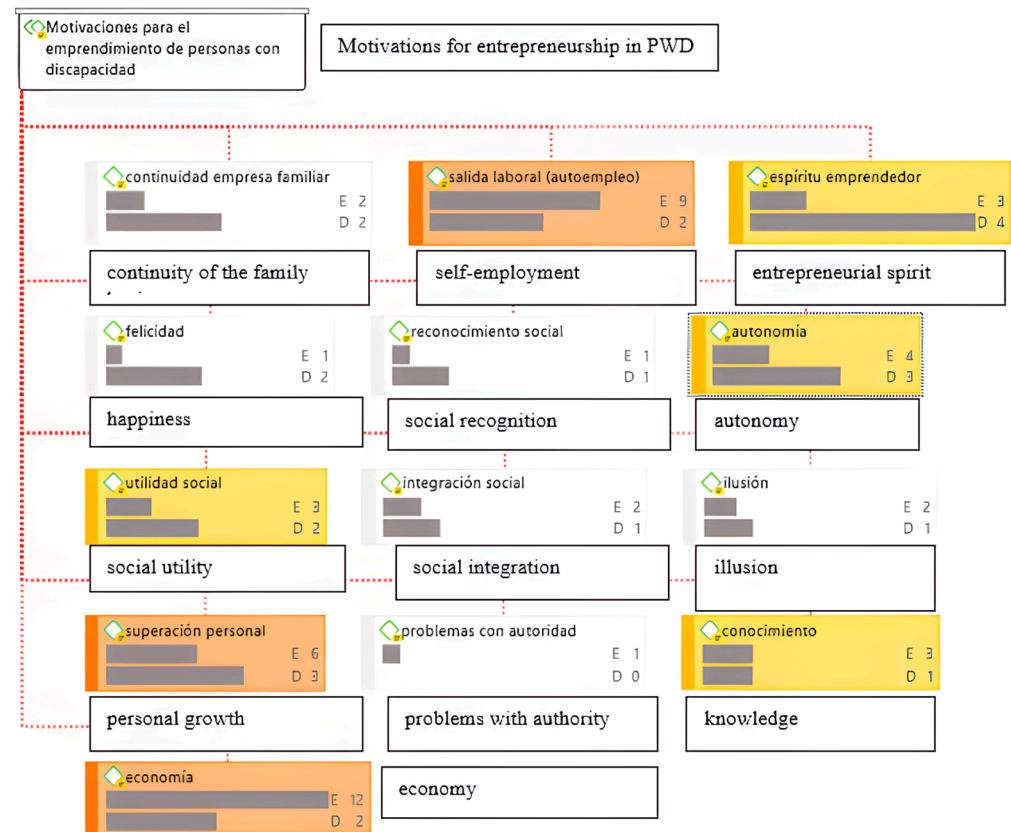 Motivaciones para el
emprendimiento de personas con
discapacidad
Motivations for entrepreneurship in PWD
continuidad empresa familiar
E 2
D 2
salida laboral (autoempleo)
E 9
D 2
espíritu emprendedor
E 3
D 4
continuity of the family
self-employment
entrepreneurial spirit
felicidad
E 1
D 2
reconocimiento social
E 1
D 1
autonomía
E 4
D 3
happiness
social recognition
autonomy
utilidad social
E 3
D 2
integración social
E 2
D 1
ilusión
E 2
D 1
social utility
social integration
illusion
superación personal
E 6
D 3
problemas con autoridad
E 1
D 0
conocimiento
E 3
D 1
personal growth
problems with authority
knowledge
economía
E 12
D 2
economy